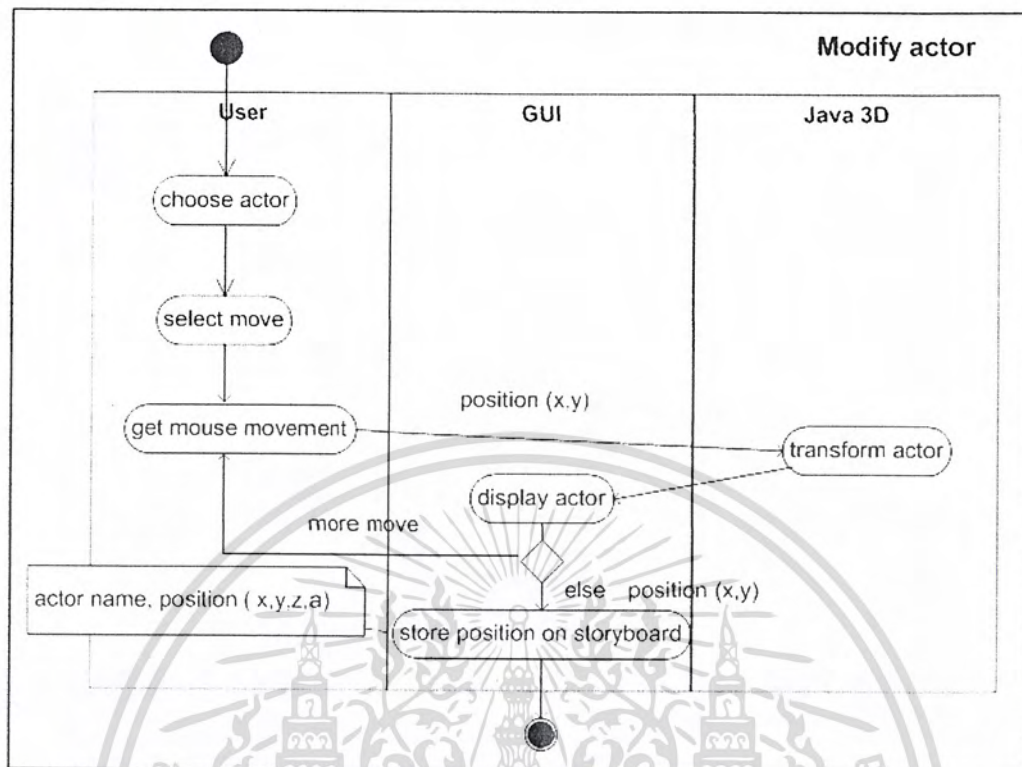 Modify actor
User
GUI
Java 3D
choose actor
select move
get mouse movement
position (x,y)
transform actor
display actor
more move
else position (x,y)
actor name, position ( x,y,z,a)
store position on storyboard